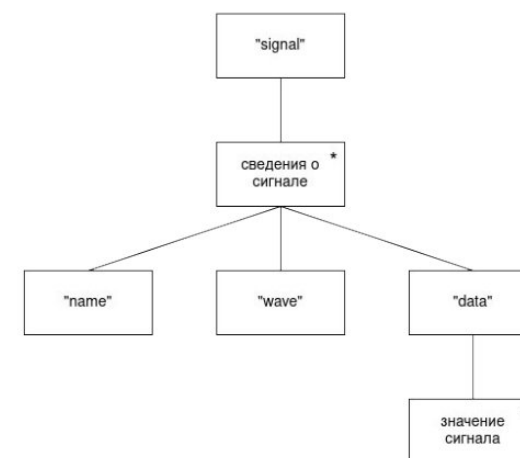 "signal"
сведения о *
сигнале
"name"
"wave"
"data"
значение
сигнала